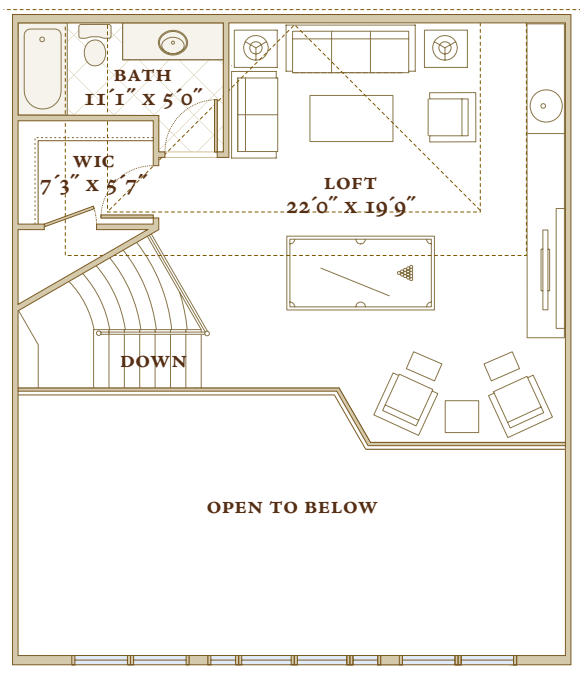 BATH
11'1" X 5'0"
WIC
7'3" X 5'7"
LOFT
22'0" X 19'9"
DOWN
OPEN TO BELOW